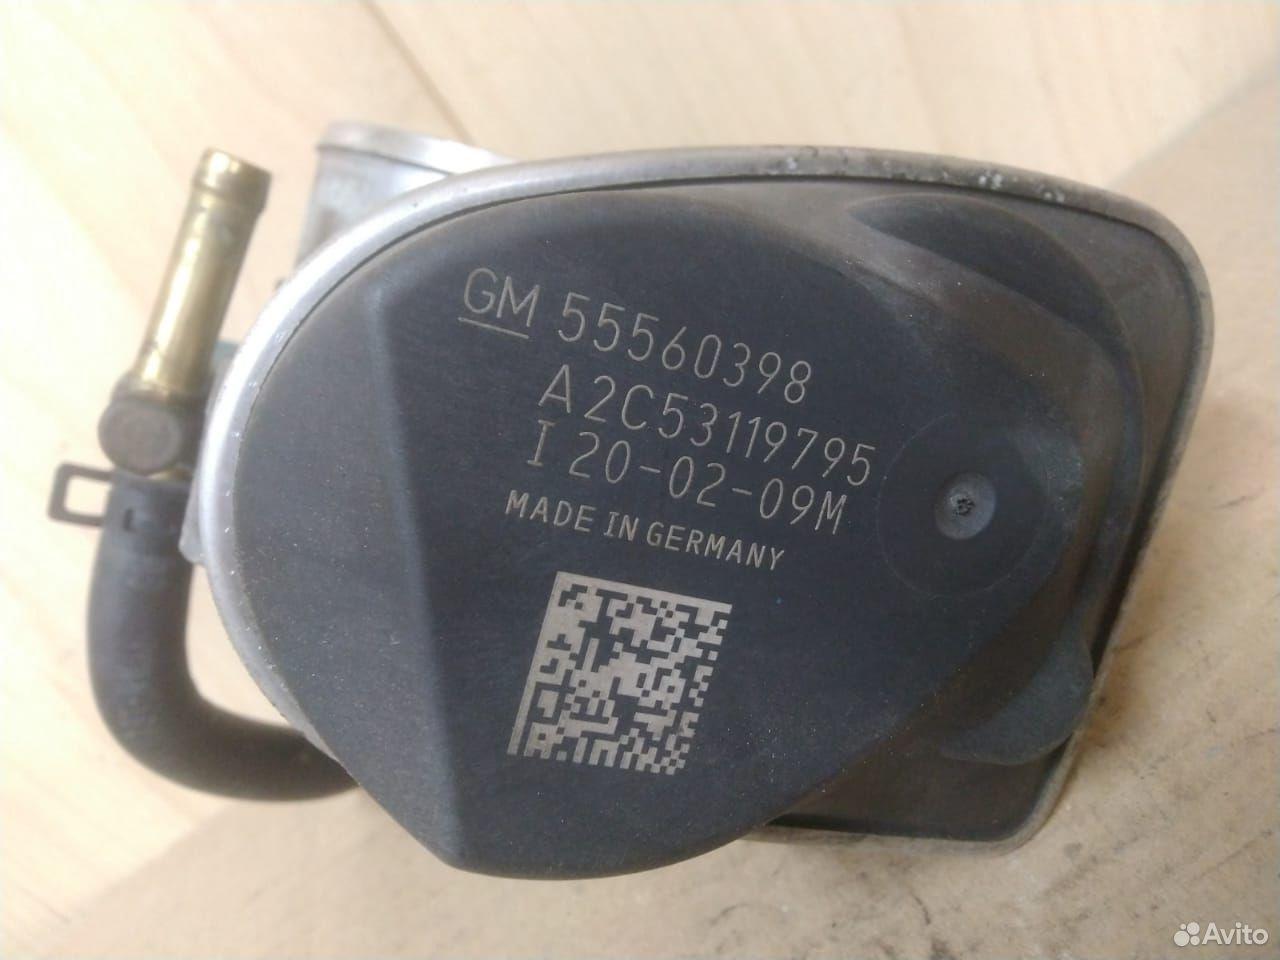 GM 55560398
A2C53119795
I 20-02-09M
MADE IN GERMANY
Avito